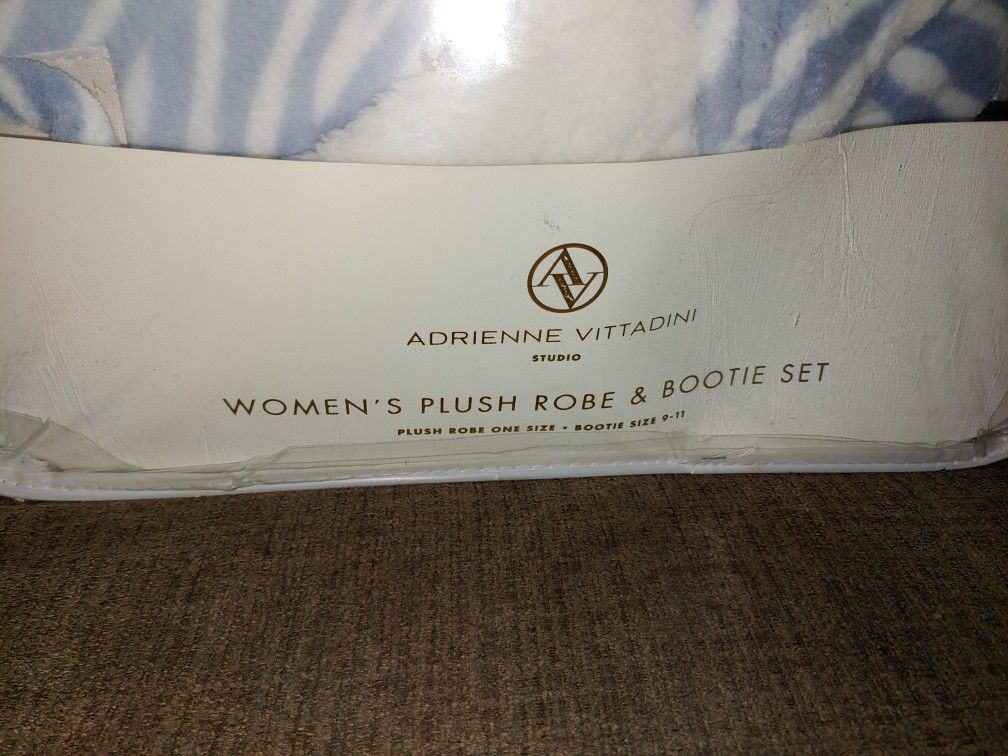 AV
ADRIENNE VITTADINI
STUDIO
WOMEN'S PLUSH ROBE & BOOTIE SET
PLUSH ROBE ONE SIZE • BOOTIE SIZE 9-11